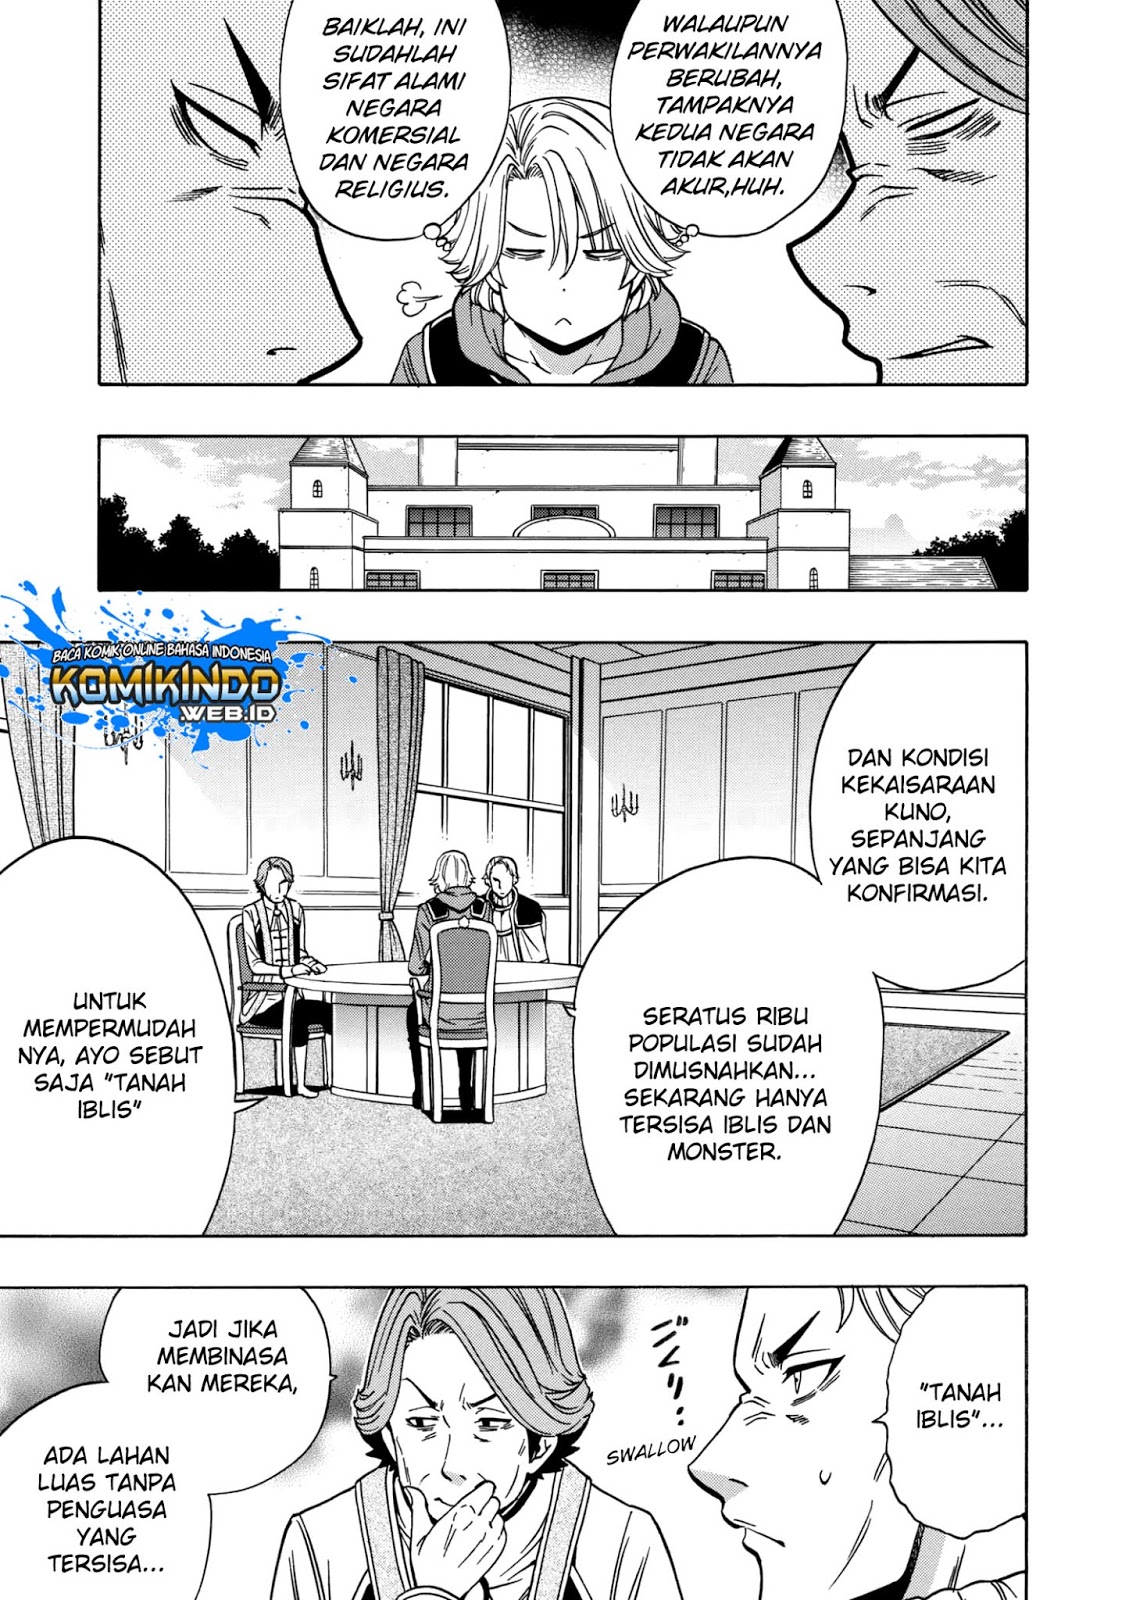 WALAUPUN
PERWAKILANNYA
BERUBAH,
TAMPAKNYA
KEDUA NEGARA
TIDAK AKAN
AKUR,HUH.
BAIKLAH, INI
SUDAHLAH
SIFAT ALAMI
NEGARA
KOMERSIAL
DAN NEGARA
RELIGIUS.
BACA KOMIK ONLINE BAHASA INDONESIA
KOMIKINDO
WEB.ID
DAN KONDISI
KEKAISARAAN
KUNO,
SEPANJANG
YANG BISA KITA
KONFIRMASI.
SERATUS RIBU
POPULASI SUDAH
DIMUSNAHKAN...
SEKARANG HANYA
TERSISA IBLIS DAN
MONSTER.
UNTUK
MEMPERMUDAH
NYA, AYO SEBUT
SAJA "TANAH
IBLIS"
"TANAH
IBLIS"...
SWALLOW
JADI JIKA
MEMBINASA
KAN MEREKA,
ADA LAHAN
LUAS TANPA
PENGUASA
YANG
TERSISA...